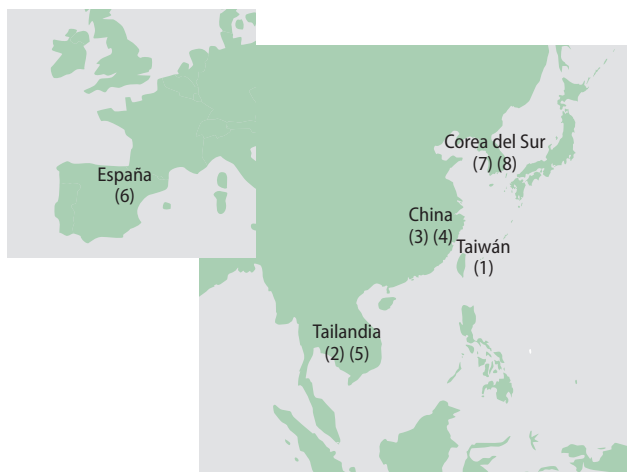 España
(6)
Corea del Sur
(7) (8)
China
(3) (4)
Taiwán
(1)
Tailandia
(2) (5)